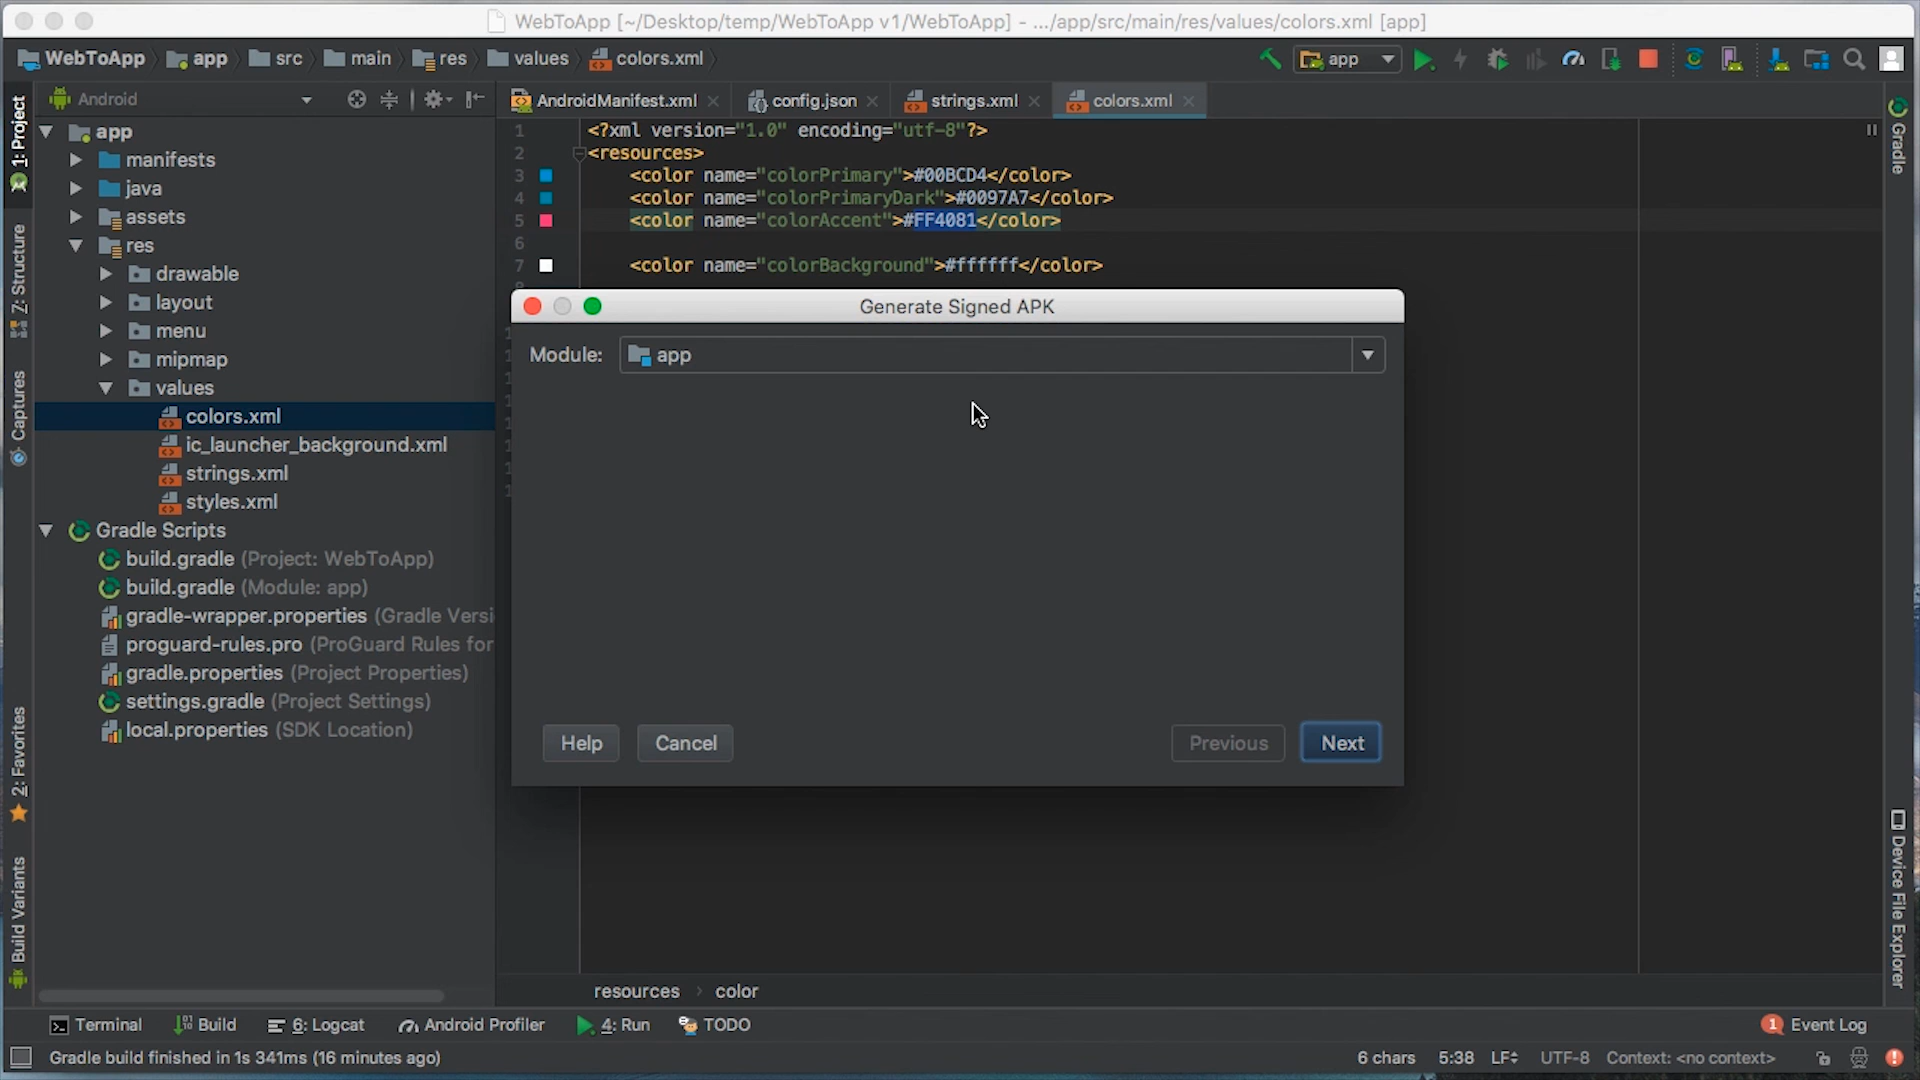 WebToApp [~/Desktop/temp/WebToApp v1/WebToApp] - .../app/src/main/res/values/colors.xml [app]
WebToApp app src main res values colors.xml
app
1: Project
Android
AndroidManifest.xml
config.json
strings.xml
colors.xml
Gradle
app
manifests
java
assets
res
drawable
layout
menu
mipmap
values
colors.xml
ic_launcher_background.xml
strings.xml
styles.xml
Gradle Scripts
build.gradle (Project: WebToApp)
build.gradle (Module: app)
gradle-wrapper.properties (Gradle Versi
proguard-rules.pro (ProGuard Rules for
gradle.properties (Project Properties)
settings.gradle (Project Settings)
local.properties (SDK Location)
Z: Structure
Captures
2: Favorites
Build Variants
1 <?xml version="1.0" encoding="utf-8"?>
2 <resources>
3 <color name="colorPrimary">#00BCD4</color>
4 <color name="colorPrimaryDark">#0097A7</color>
5 <color name="colorAccent">#FF4081</color>
6
7 <color name="colorBackground">#ffffff</color>
Generate Signed APK
Module: app
Help Cancel Previous Next
Device File Explorer
resources color
Terminal Build 6: Logcat Android Profiler 4: Run TODO 1 Event Log
Gradle build finished in 1s 341ms (16 minutes ago) 6 chars 5:38 LF UTF-8 Context: <no context>